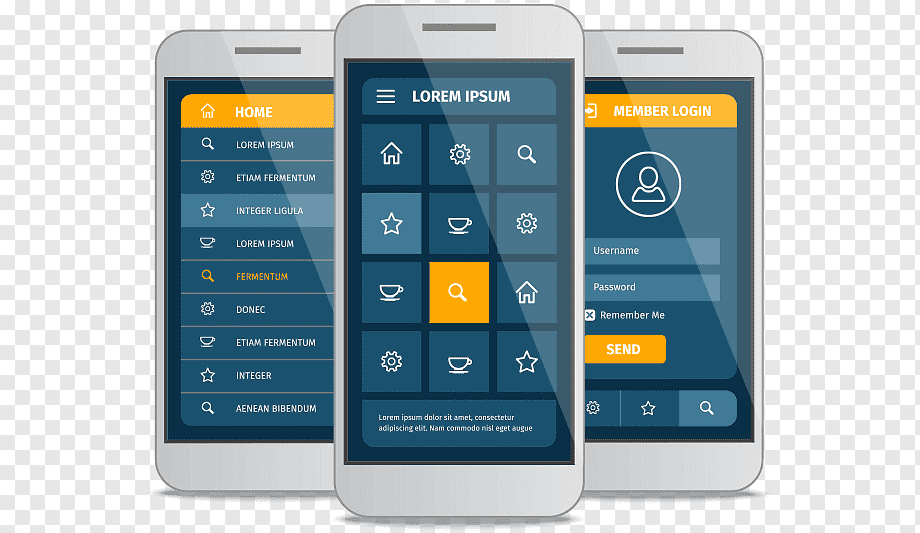 HOME
LOREM IPSUM
ETIAM FERMENTUM
INTEGER LIGULA
LOREM IPSUM
FERMENTUM
DONEC
ETIAM FERMENTUM
INTEGER
AENEAN BIBENDUM
LOREM IPSUM
Lorem ipsum dolor sit amet, consectetur
adipiscing elit. Nam commodo nisl eget augue
MEMBER LOGIN
Username
Password
Remember Me
SEND